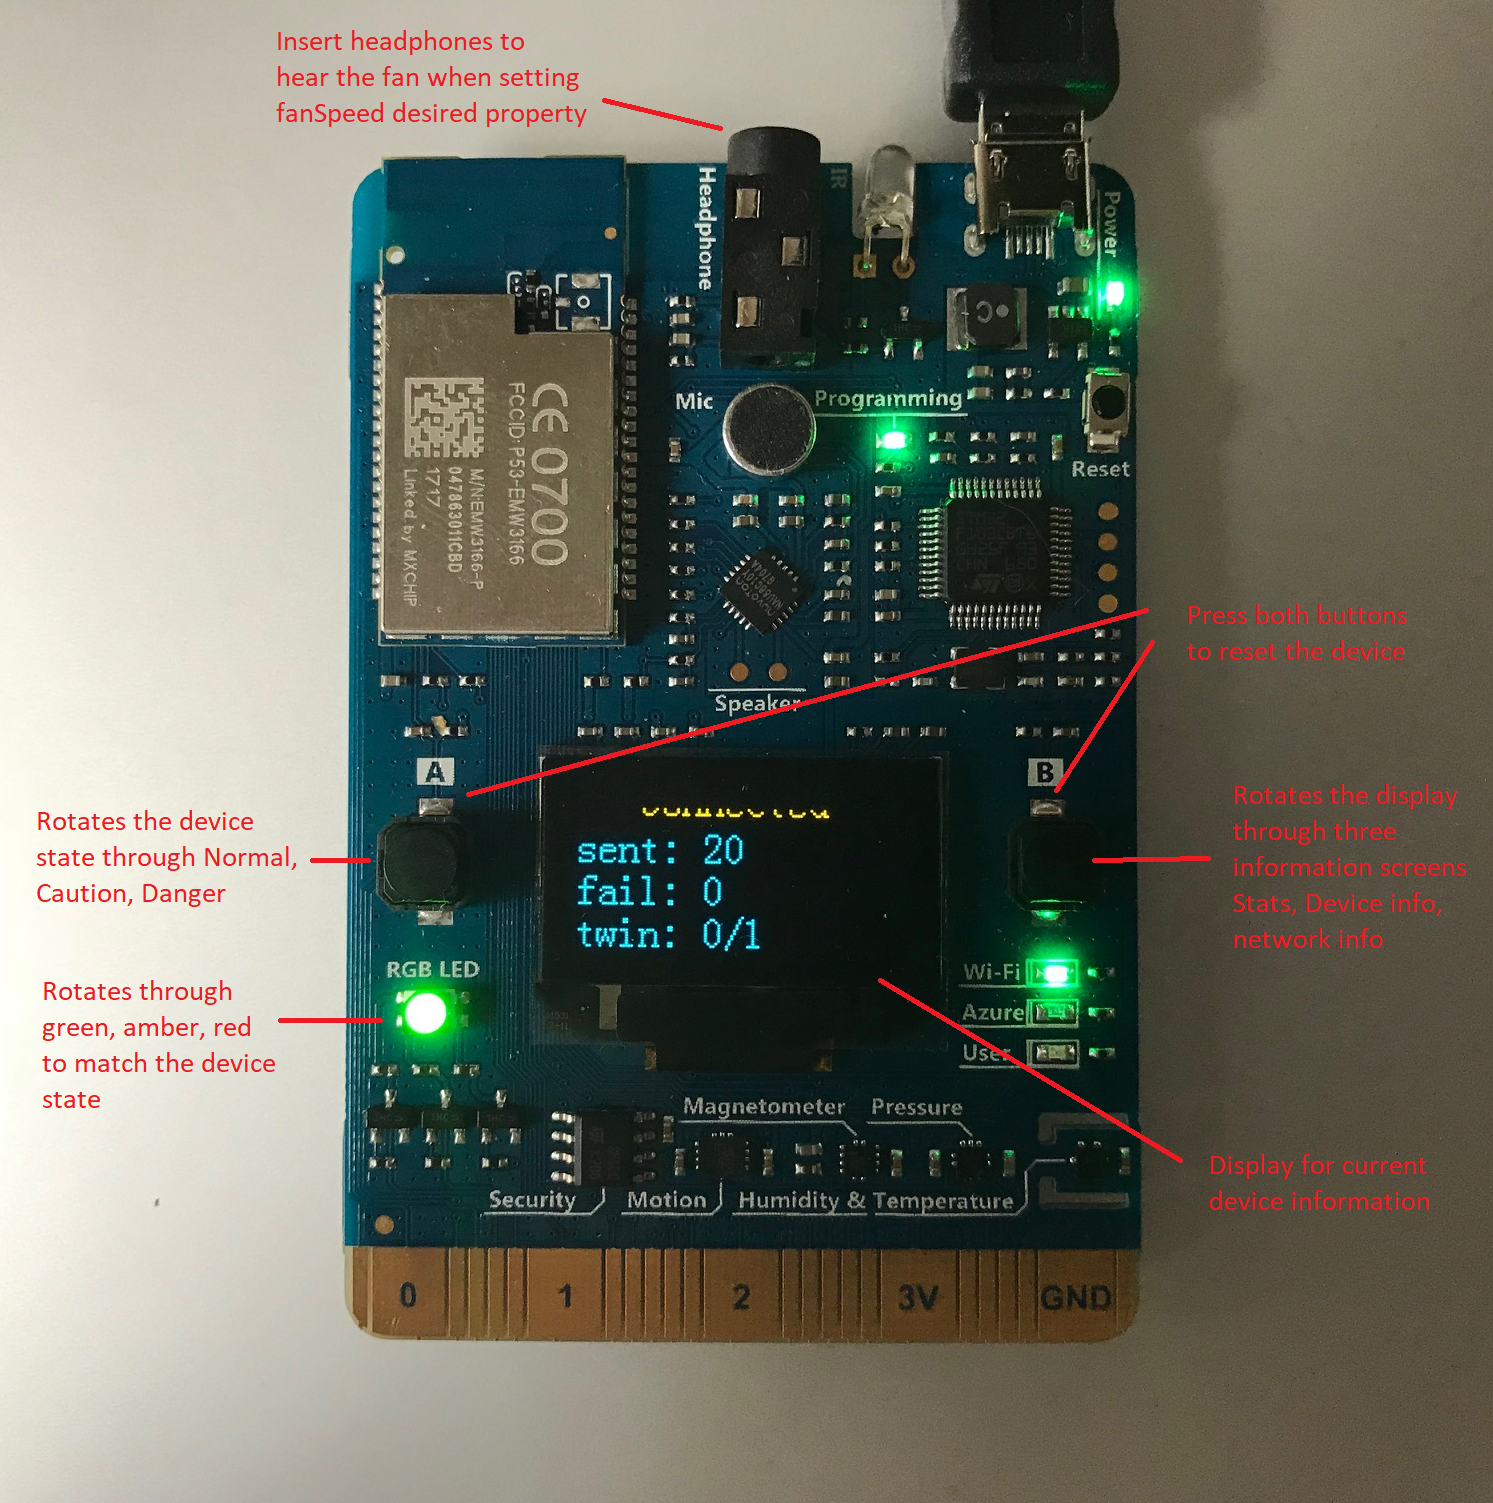 Insert headphones to
hear the fan when setting
fanSpeed desired property
Headphone
IR
Power
C
Mic
Programming
Reset
CE 0700
FCCID:P53-EMW3166
M/NEMW3166-P
047863011CBD
1717
Linked by MXCHIP
nuvoTon
Speaker
Press both buttons
to reset the device
A
B
connected
sent: 20
fail: 0
twin: 0/1
Rotates the device
state through Normal,
Caution, Danger
Rotates the display
through three
information screens
Stats, Device info,
network info
RGB LED
Rotates through
green, amber, red
to match the device
state
Wi-Fi
Azure
User
Magnetometer
Pressure
Security
Motion
Humidity & Temperature
Display for current
device information
0
1
2
3V
GND